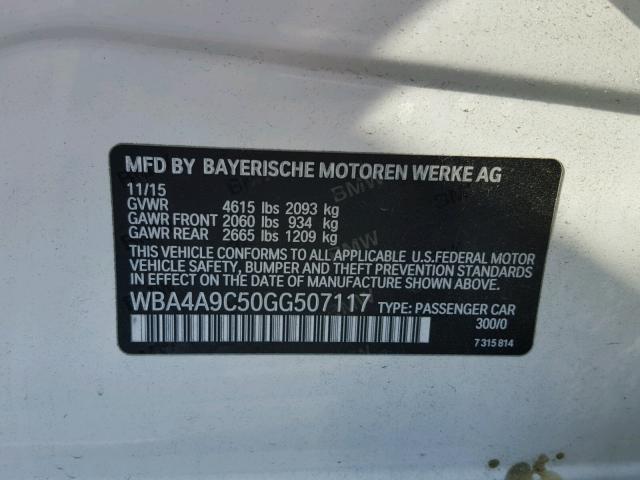 MFD BY BAYERISCHE MOTOREN WERKE AG
11/15
GVWR 4615 lbs 2093 kg
GAWR FRONT 2060 lbs 934 kg
GAWR REAR 2665 lbs 1209 kg
THIS VEHICLE CONFORMS TO ALL APPLICABLE U.S.FEDERAL MOTOR
VEHICLE SAFETY, BUMPER AND THEFT PREVENTION STANDARDS
IN EFFECT ON THE DATE OF MANUFACTURE SHOWN ABOVE.
WBA4A9C50GG507117 TYPE: PASSENGER CAR
300/0
7 315 814
BMW